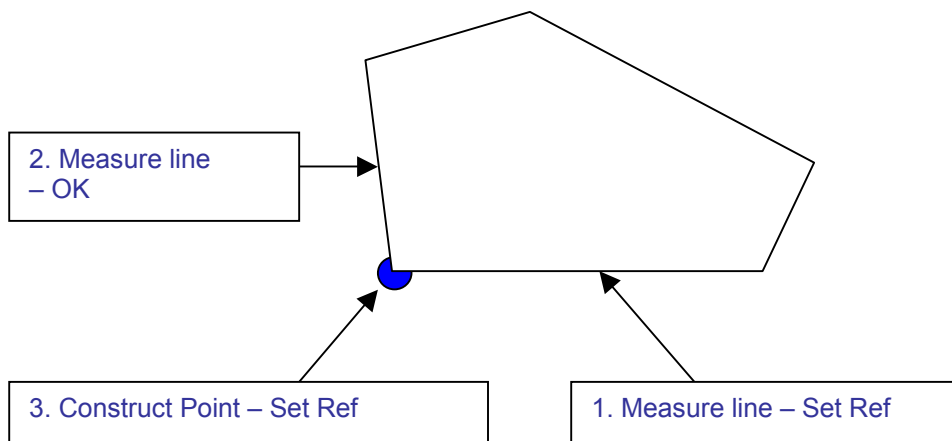 2. Measure line
– OK
3. Construct Point – Set Ref
1. Measure line – Set Ref